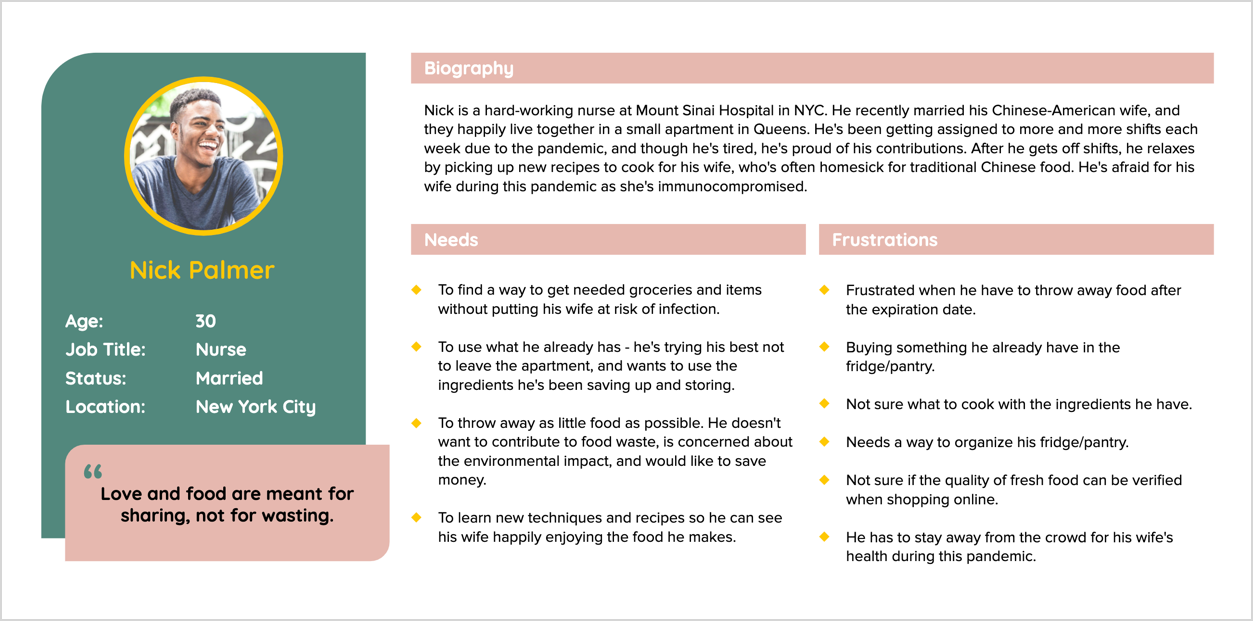 Nick Palmer
Age: 30
Job Title: Nurse
Status: Married
Location: New York City
“
Love and food are meant for
sharing, not for wasting.
Biography
Nick is a hard-working nurse at Mount Sinai Hospital in NYC. He recently married his Chinese-American wife, and
they happily live together in a small apartment in Queens. He's been getting assigned to more and more shifts each
week due to the pandemic, and though he's tired, he's proud of his contributions. After he gets off shifts, he relaxes
by picking up new recipes to cook for his wife, who's often homesick for traditional Chinese food. He's afraid for his
wife during this pandemic as she's immunocompromised.
Needs
To find a way to get needed groceries and items
without putting his wife at risk of infection.
To use what he already has - he's trying his best not
to leave the apartment, and wants to use the
ingredients he's been saving up and storing.
To throw away as little food as possible. He doesn't
want to contribute to food waste, is concerned about
the environmental impact, and would like to save
money.
To learn new techniques and recipes so he can see
his wife happily enjoying the food he makes.
Frustrations
Frustrated when he have to throw away food after
the expiration date.
Buying something he already have in the
fridge/pantry.
Not sure what to cook with the ingredients he have.
Needs a way to organize his fridge/pantry.
Not sure if the quality of fresh food can be verified
when shopping online.
He has to stay away from the crowd for his wife's
health during this pandemic.